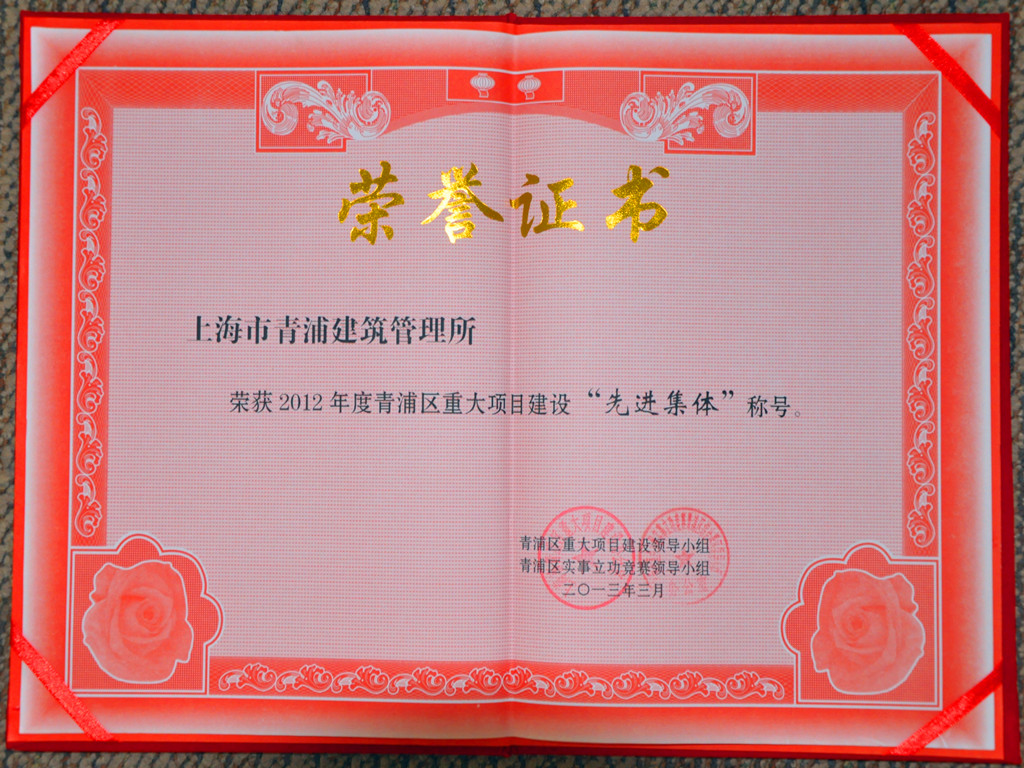 荣誉证书
上海市青浦建筑管理所
荣获2012年度青浦区重大项目建设“先进集体”称号。
青浦区重大项目建设领导小组
青浦区实事立功竞赛领导小组
二〇一三年三月